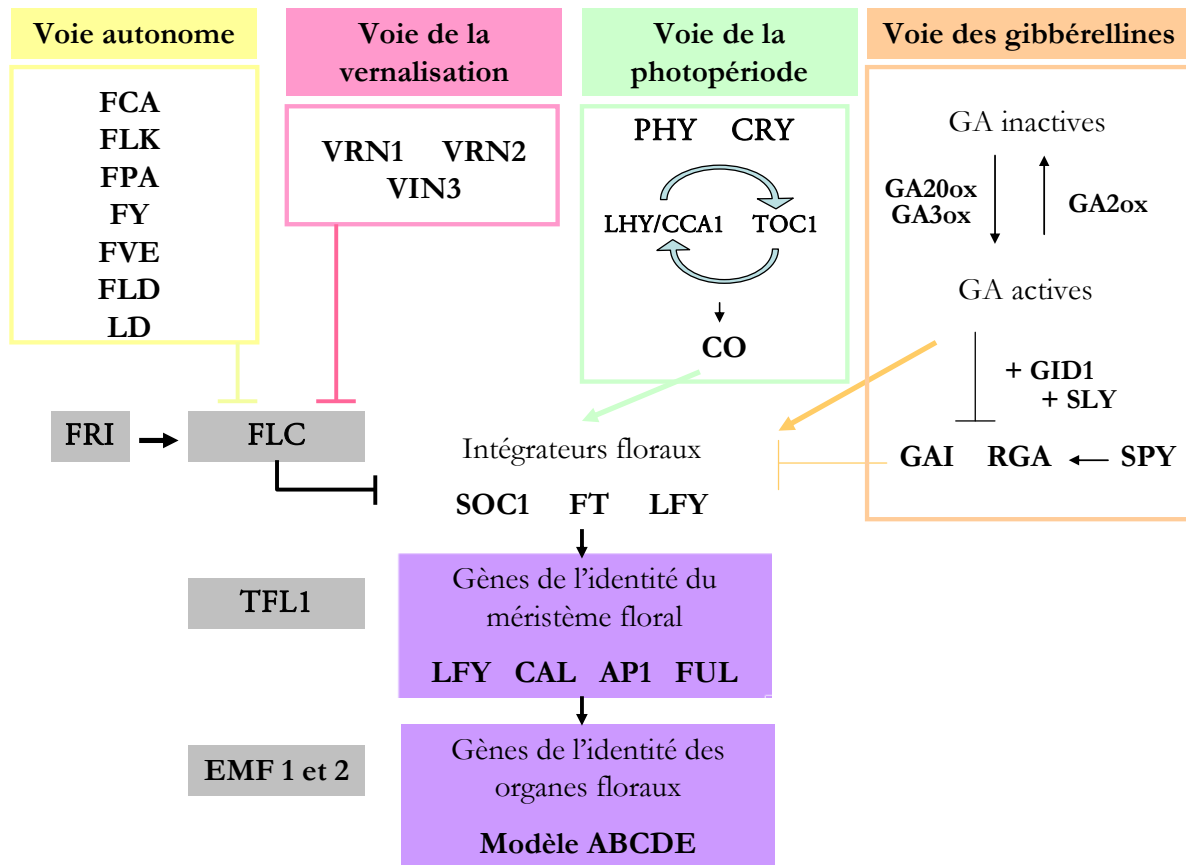 Voie autonome
FCA
FLK
FPA
FY
FVE
FLD
LD
Voie de la
vernalisation
VRN1 VRN2
VIN3
Voie de la
photopériode
PHY CRY
LHY/CCA1 TOC1
CO
Voie des gibbérellines
GA inactives
GA20ox
GA3ox
GA2ox
GA actives
+ GID1
+ SLY
GAI RGA SPY
FRI
FLC
Intégrateurs floraux
SOC1 FT LFY
TFL1
Gènes de l'identité du
méristème floral
LFY CAL AP1 FUL
EMF 1 et 2
Gènes de l'identité des
organes floraux
Modèle ABCDE